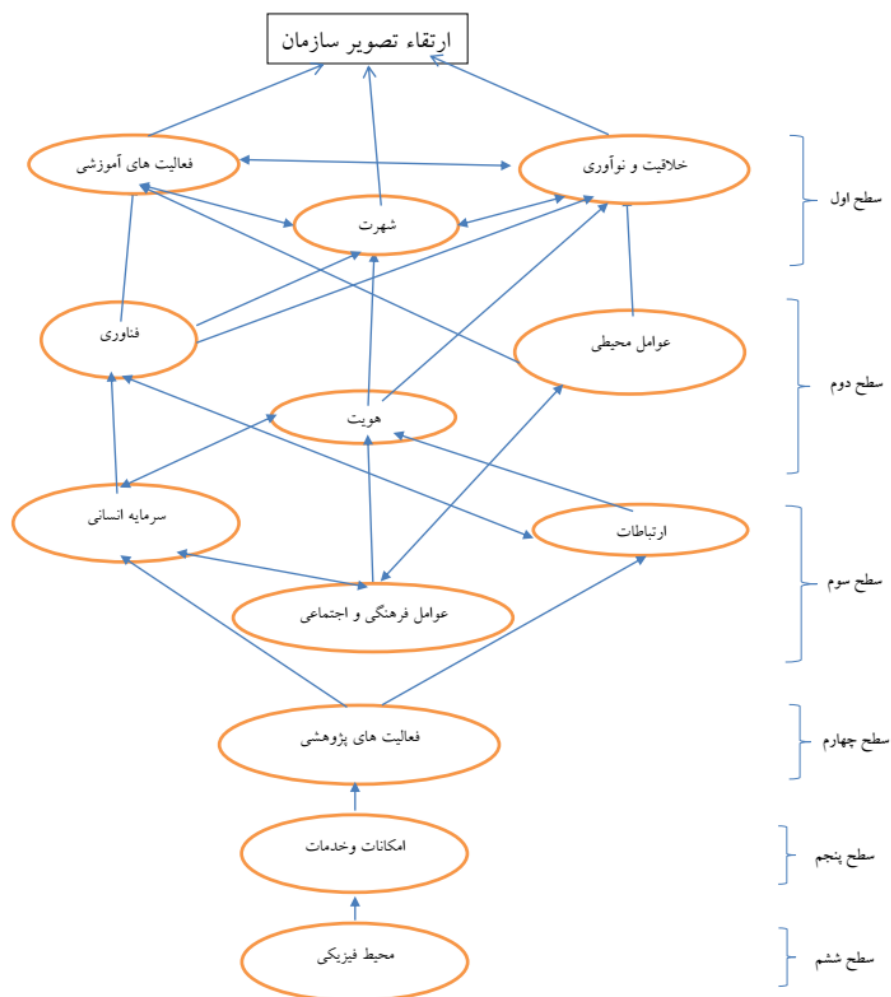 ارتقاء تصویر سازمان
خلاقیت و نوآوری
فعالیت های آموزشی
سطح اول
شهرت
فناوری
عوامل محیطی
سطح دوم
هویت
سرمایه انسانی
ارتباطات
سطح سوم
عوامل فرهنگی و اجتماعی
فعالیت های پژوهشی
سطح چهارم
امکانات وخدمات
سطح پنجم
محیط فیزیکی
سطح ششم